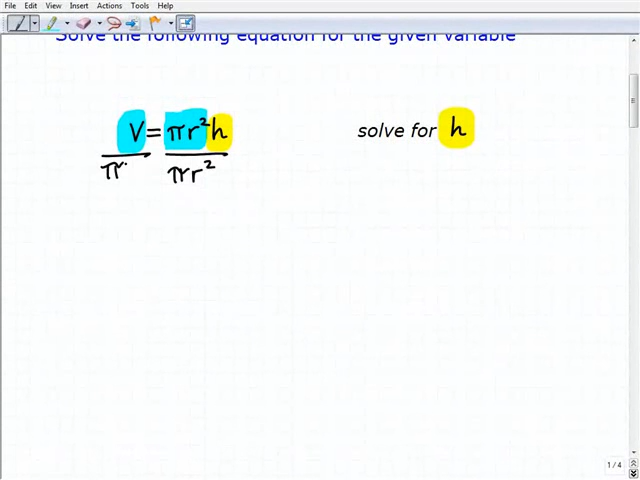 File Edit View Insert Actions Tools Help
Solve the following equation for the given variable
V = πr²h
πr πr²
solve for h
1 / 4